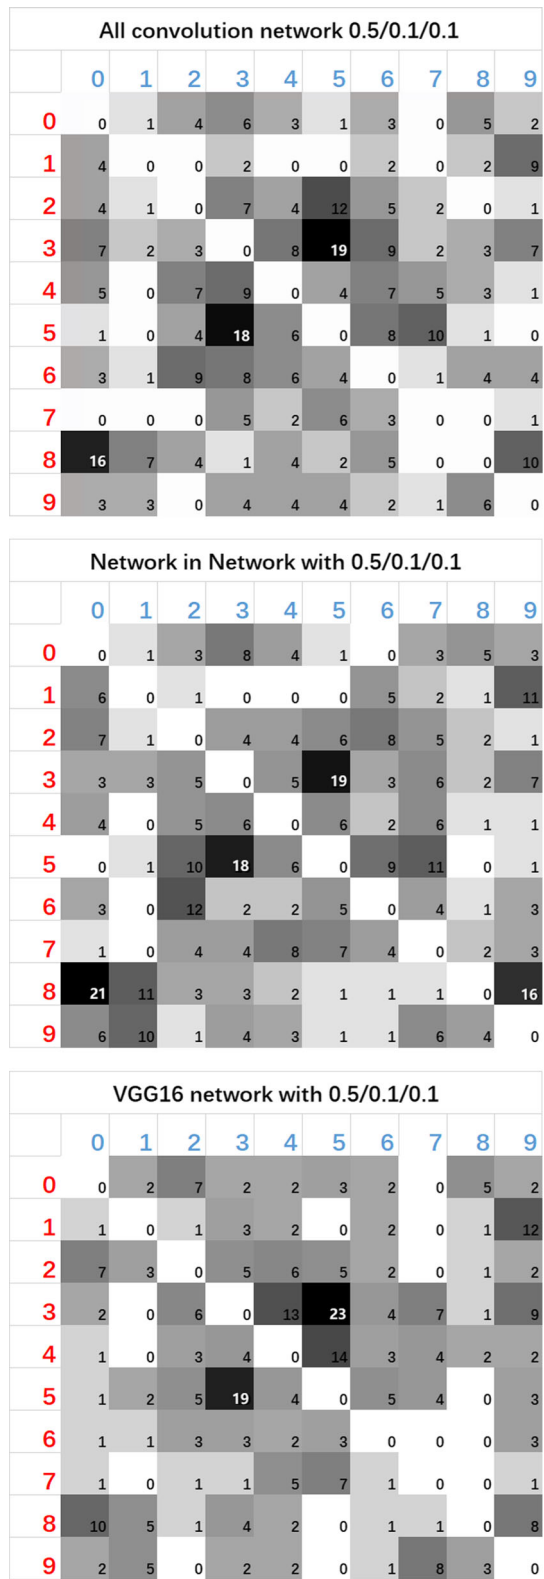 All convolution network 0.5/0.1/0.1
0 1 2 3 4 5 6 7 8 9
0 0 1 4 6 3 1 3 0 5 2
1 4 0 0 2 0 0 2 0 2 9
2 4 1 0 7 4 12 5 2 0 1
3 7 2 3 0 8 19 9 2 3 7
4 5 0 7 9 0 4 7 5 3 1
5 1 0 4 18 6 0 8 10 1 0
6 3 1 9 8 6 4 0 1 4 4
7 0 0 0 5 2 6 3 0 0 1
8 16 7 4 1 4 2 5 0 0 10
9 3 3 0 4 4 4 2 1 6 0
Network in Network with 0.5/0.1/0.1
0 1 2 3 4 5 6 7 8 9
0 0 1 3 8 4 1 0 3 5 3
1 6 0 1 0 0 0 5 2 1 11
2 7 1 0 4 4 6 8 5 2 1
3 3 3 5 0 5 19 3 6 2 7
4 4 0 5 6 0 6 2 6 1 1
5 0 1 10 18 6 0 9 11 0 1
6 3 0 12 2 2 5 0 4 1 3
7 1 0 4 4 8 7 4 0 2 3
8 21 11 3 3 2 1 1 1 0 16
9 6 10 1 4 3 1 1 6 4 0
VGG16 network with 0.5/0.1/0.1
0 1 2 3 4 5 6 7 8 9
0 0 2 7 2 2 3 2 0 5 2
1 1 0 1 3 2 0 2 0 1 12
2 7 3 0 5 6 5 2 0 1 2
3 2 0 6 0 13 23 4 7 1 9
4 1 0 3 4 0 14 3 4 2 2
5 1 2 5 19 4 0 5 4 0 3
6 1 1 3 3 2 3 0 0 0 3
7 1 0 1 1 5 7 1 0 0 1
8 10 5 1 4 2 0 1 1 0 8
9 2 5 0 2 2 0 1 8 3 0